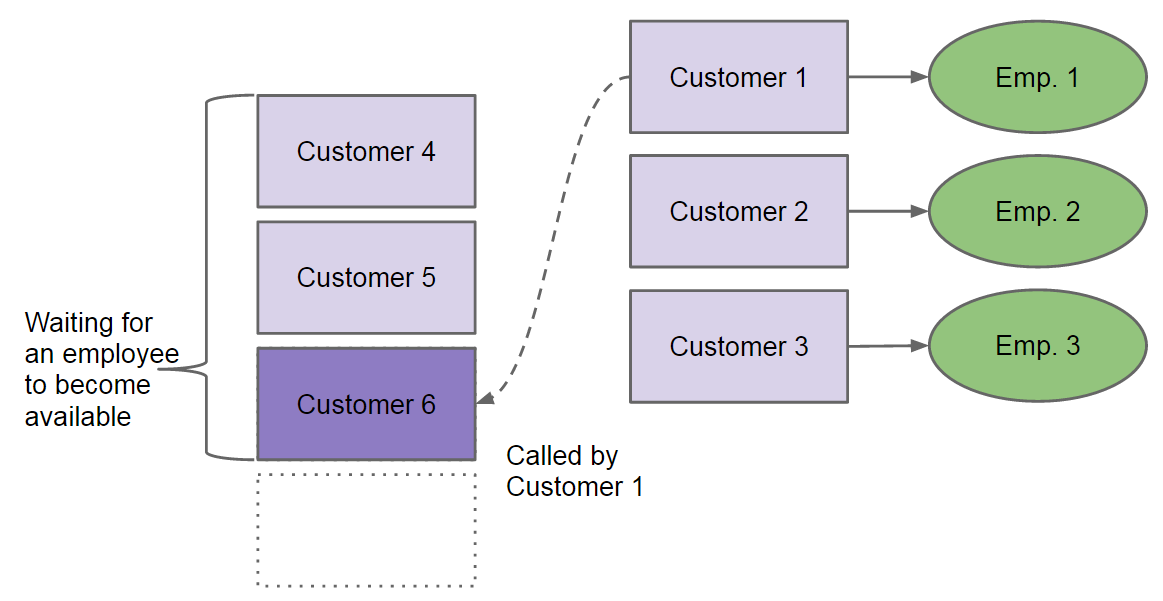 Customer 1
Emp. 1
Customer 4
Customer 2
Emp. 2
Customer 5
Customer 3
Emp. 3
Waiting for
an employee
to become
available
Customer 6
Called by
Customer 1